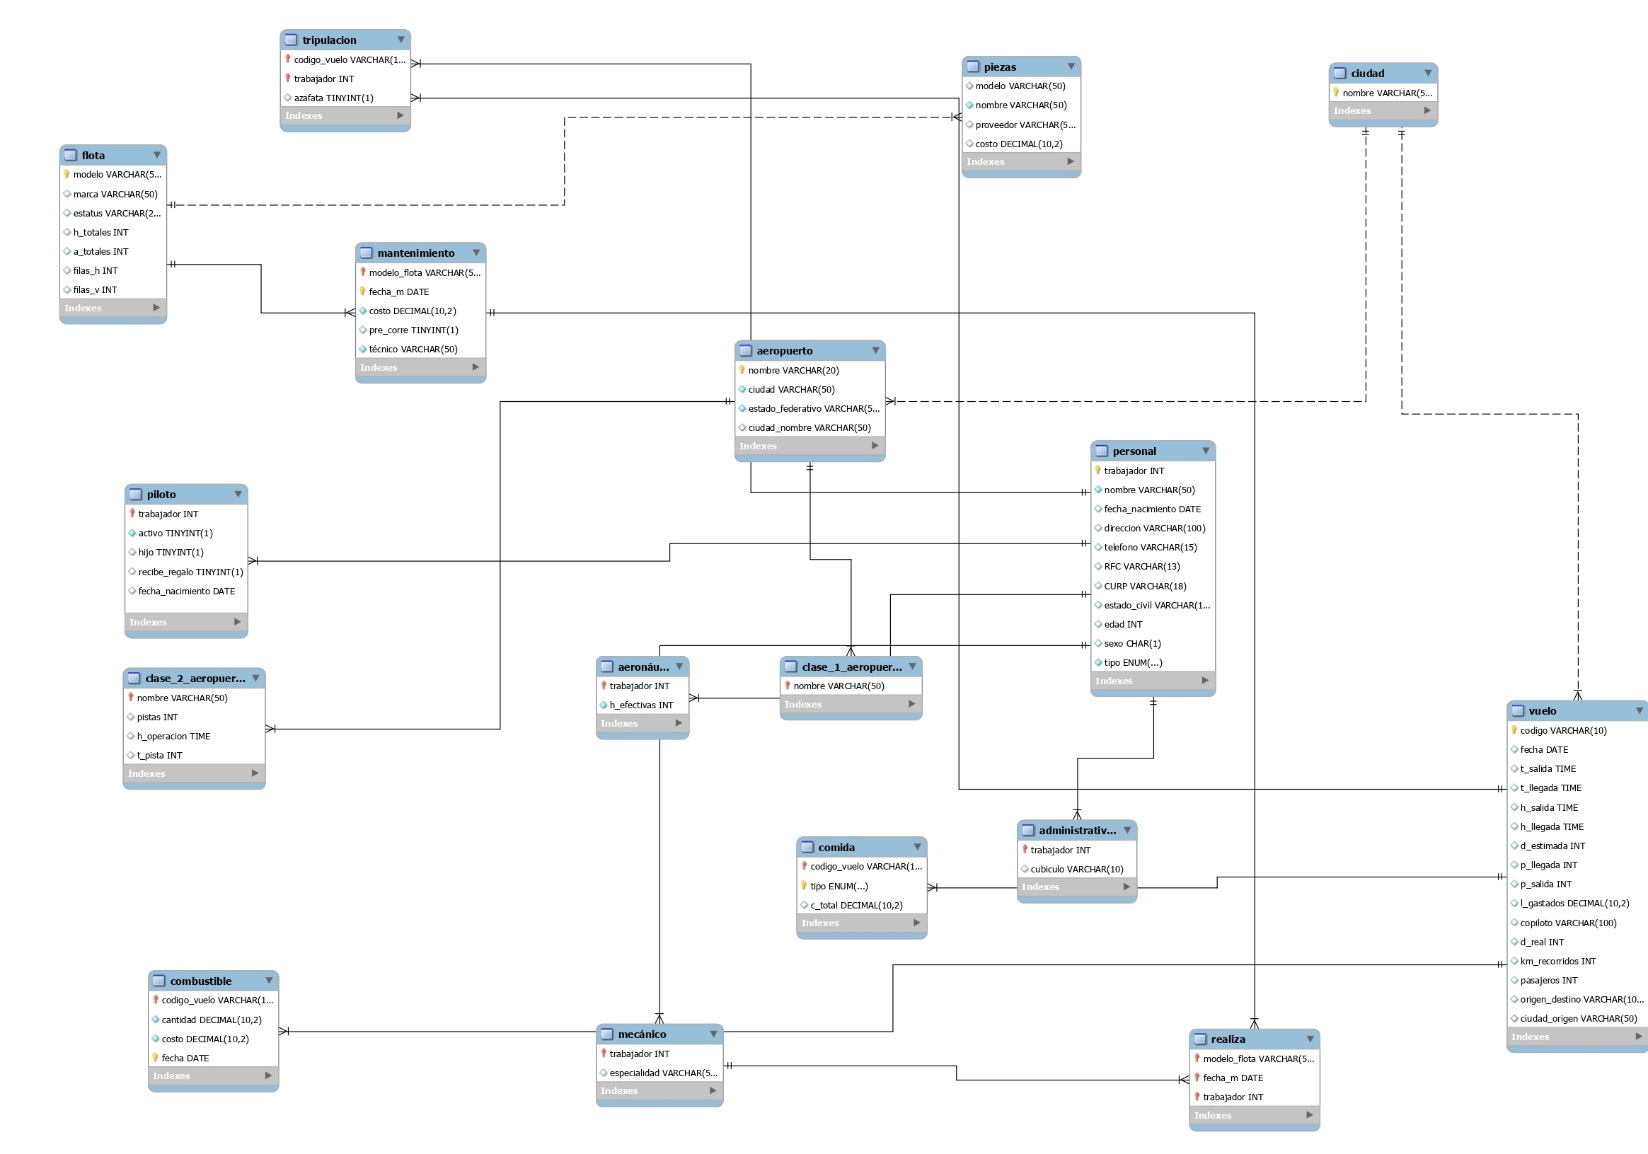 tripulacion
codigo_vuelo VARCHAR(1...
trabajador INT
azafata TINYINT(1)
Indexes
piezas
modelo VARCHAR(50)
nombre VARCHAR(50)
proveedor VARCHAR(5...
costo DECIMAL(10,2)
Indexes
ciudad
nombre VARCHAR(5...
Indexes
flota
modelo VARCHAR(5...
marca VARCHAR(50)
estatus VARCHAR(2...
h_totales INT
a_totales INT
filas_h INT
filas_v INT
Indexes
mantenimiento
modelo_flota VARCHAR(5...
fecha_m DATE
costo DECIMAL(10,2)
pre_corre TINYINT(1)
técnico VARCHAR(50)
Indexes
aeropuerto
nombre VARCHAR(20)
ciudad VARCHAR(50)
estado_federativo VARCHAR(5...
ciudad_nombre VARCHAR(50)
Indexes
personal
trabajador INT
nombre VARCHAR(50)
fecha_nacimiento DATE
direccion VARCHAR(100)
telefono VARCHAR(15)
RFC VARCHAR(13)
CURP VARCHAR(18)
estado_civil VARCHAR(1...
edad INT
sexo CHAR(1)
tipo ENUM(...)
Indexes
piloto
trabajador INT
activo TINYINT(1)
hijo TINYINT(1)
recibe_regalo TINYINT(1)
fecha_nacimiento DATE
Indexes
clase_2_aeropuer...
nombre VARCHAR(50)
pistas INT
h_operacion TIME
t_pista INT
Indexes
aeronáu...
trabajador INT
h_efectivas INT
Indexes
clase_1_aeropuer...
nombre VARCHAR(50)
Indexes
vuelo
codigo VARCHAR(10)
fecha DATE
t_salida TIME
t_llegada TIME
h_salida TIME
h_llegada TIME
d_estimada INT
p_llegada INT
p_salida INT
l_gastados DECIMAL(10,2)
copiloto VARCHAR(100)
d_real INT
km_recorridos INT
pasajeros INT
origen_destino VARCHAR(10...
ciudad_origen VARCHAR(50)
Indexes
administrativ...
trabajador INT
cubiculo VARCHAR(10)
Indexes
comida
codigo_vuelo VARCHAR(1...
tipo ENUM(...)
c_total DECIMAL(10,2)
Indexes
combustible
codigo_vuelo VARCHAR(1...
cantidad DECIMAL(10,2)
costo DECIMAL(10,2)
fecha DATE
Indexes
mecánico
trabajador INT
especialidad VARCHAR(5...
Indexes
realiza
modelo_flota VARCHAR(5...
fecha_m DATE
trabajador INT
Indexes